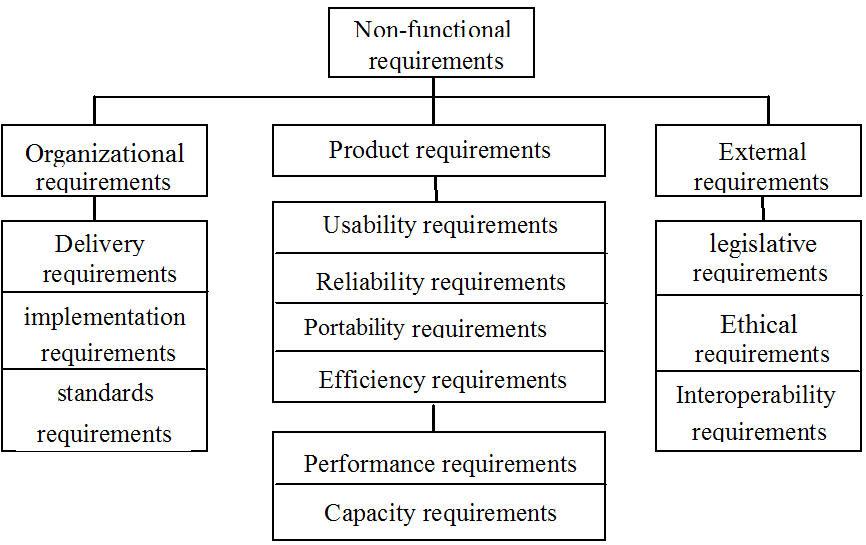 Non-functional
requirements
Organizational
requirements
Product requirements
External
requirements
Delivery
requirements
implementation
requirements
standards
requirements
Usability requirements
Reliability requirements
Portability requirements
Efficiency requirements
Performance requirements
Capacity requirements
legislative
requirements
Ethical
requirements
Interoperability
requirements